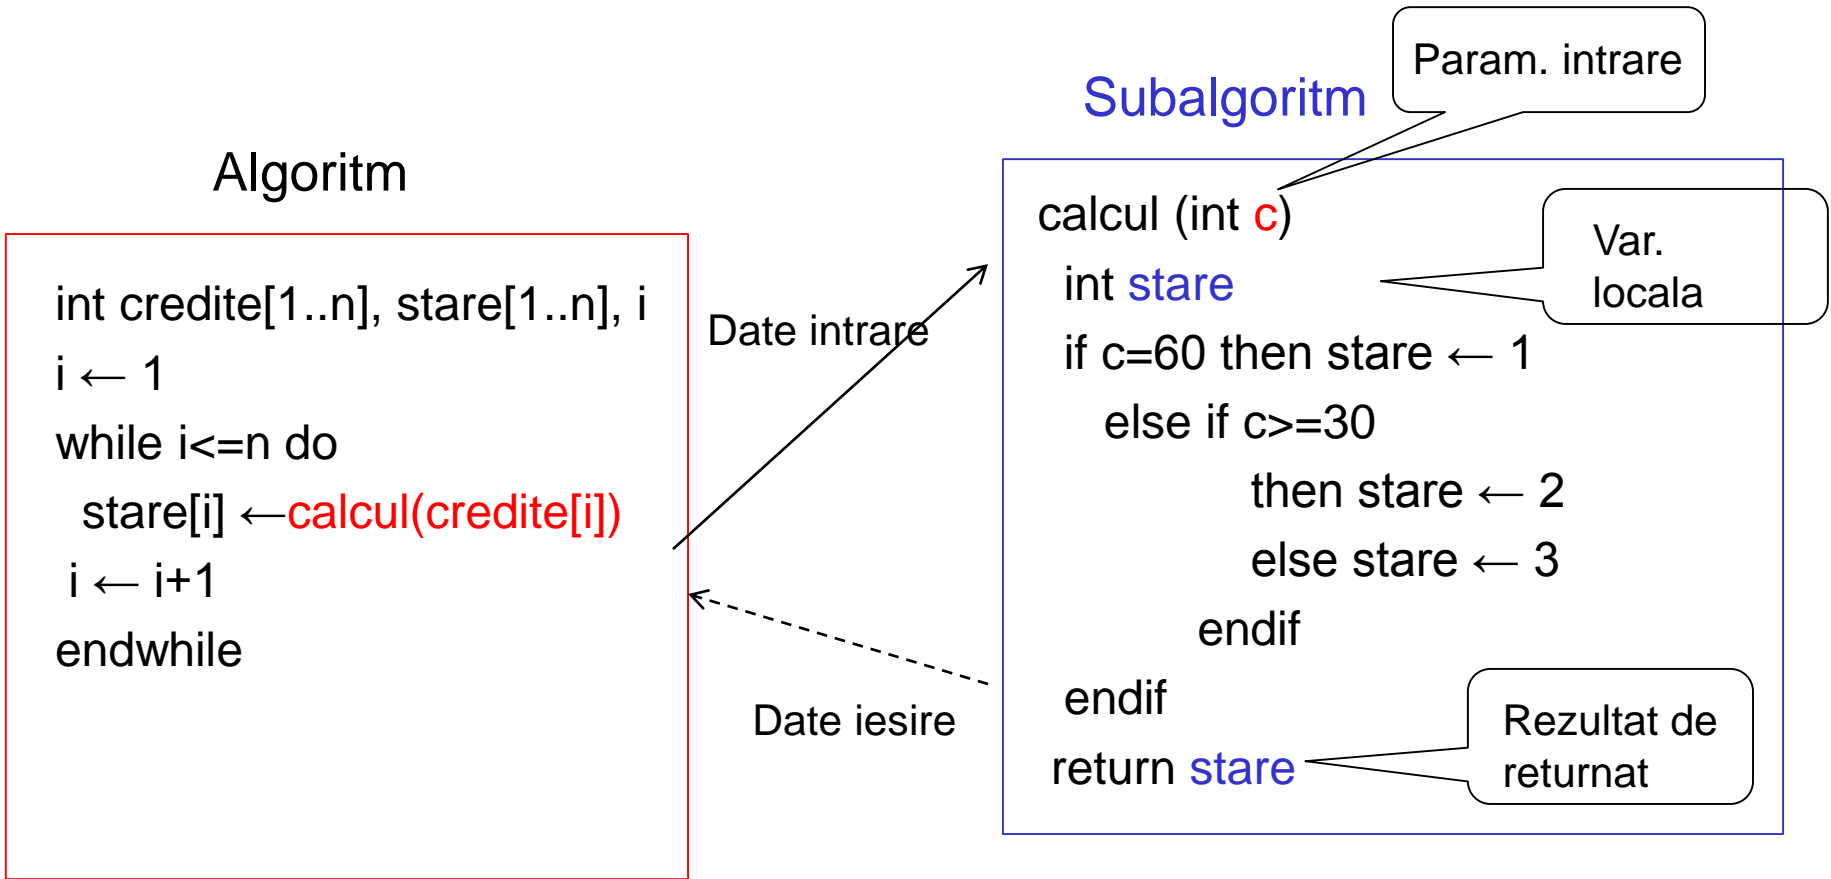 Algoritm
int credite[1..n], stare[1..n], i
i ← 1
while i<=n do
stare[i] ←calcul(credite[i])
i ← i+1
endwhile
Date intrare
Date iesire
Subalgoritm
Param. intrare
calcul (int c)
int stare
Var.
locala
if c=60 then stare ← 1
else if c>=30
then stare ← 2
else stare ← 3
endif
endif
return stare
Rezultat de
returnat